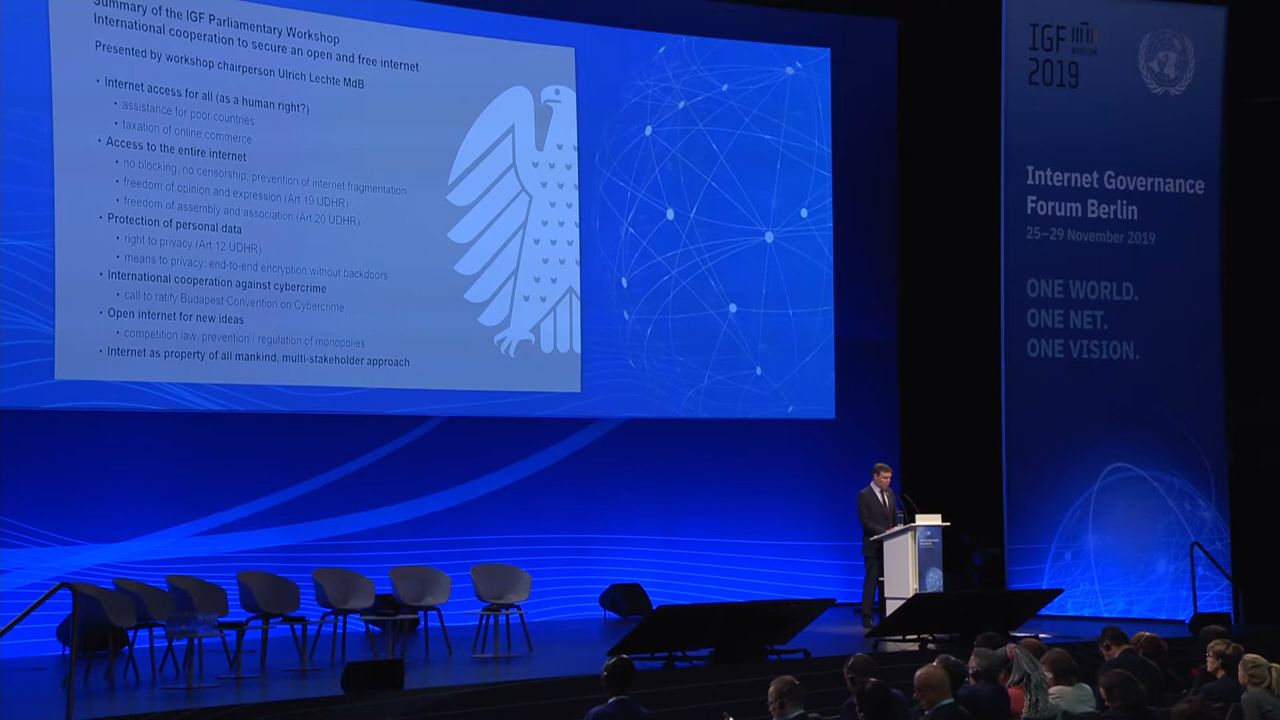 Summary of the IGF Parliamentary Workshop
International cooperation to secure an open and free internet
Presented by workshop chairperson Ulrich Lechte MdB
• Internet access for all (as a human right?)
• assistance for poor countries
• taxation of online commerce
• Access to the entire internet
• no blocking, no censorship, prevention of internet fragmentation
• freedom of opinion and expression (Art 19 UDHR)
• freedom of assembly and association (Art 20 UDHR)
• Protection of personal data
• right to privacy (Art 12 UDHR)
• means to privacy: end-to-end encryption without backdoors
• International cooperation against cybercrime
• call to ratify Budapest Convention on Cybercrime
• Open internet for new ideas
• competition law, prevention / regulation of monopolies
• Internet as property of all mankind, multi-stakeholder approach
IGF
BERLIN
2019
Internet Governance
Forum Berlin
25–29 November 2019
ONE WORLD.
ONE NET.
ONE VISION.